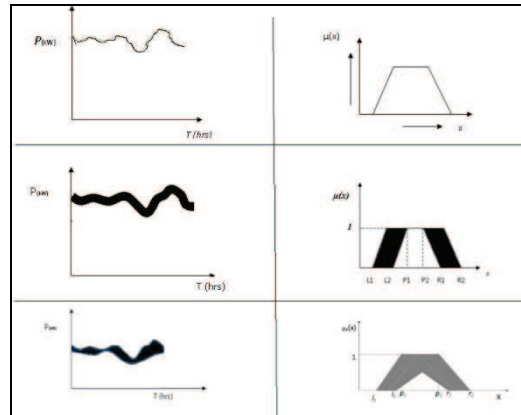 P(kW)
T (hrs)
μ(x)
x
P(kW)
T (hrs)
μ(x)
1
L1 L2 P1 P2 R1 R2
T(hrs)
1
X